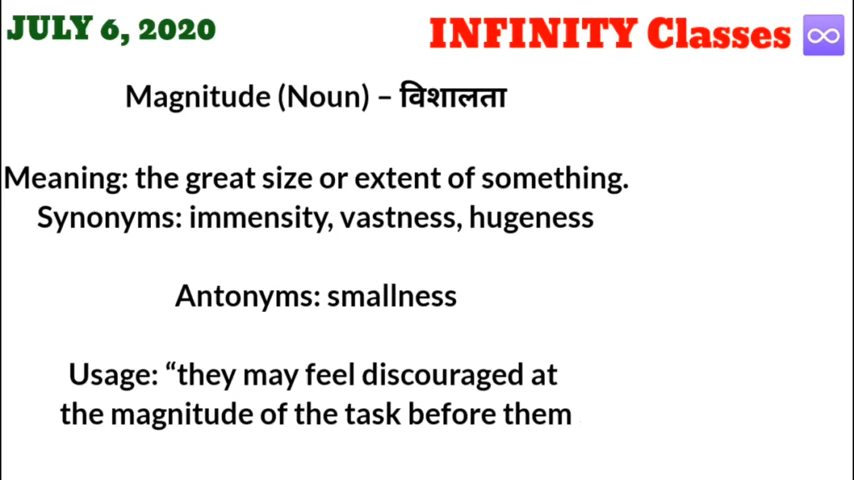 JULY 6, 2020
INFINITY Classes ♾️
Magnitude (Noun) – विशालता
Meaning: the great size or extent of something.
Synonyms: immensity, vastness, hugeness
Antonyms: smallness
Usage: “they may feel discouraged at
the magnitude of the task before them